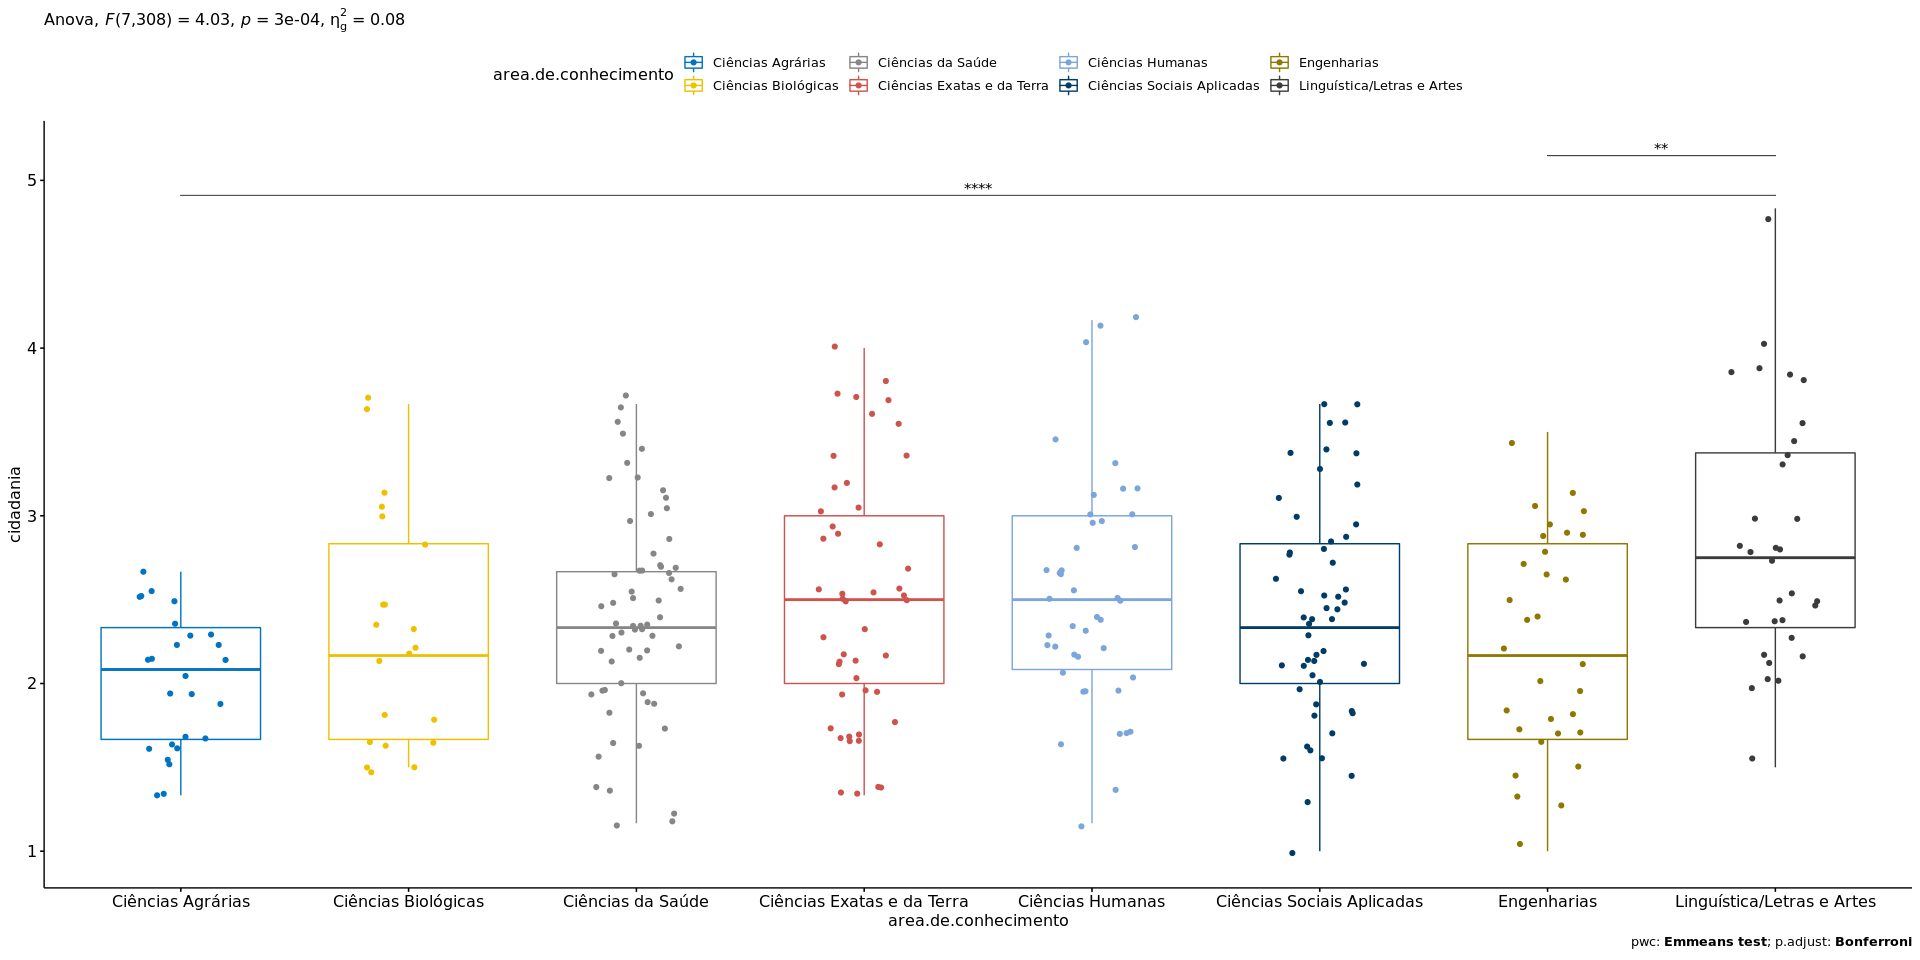 Anova, F(7,308) = 4.03, p = 3e-04, η²g = 0.08
area.de.conhecimento
Ciências Agrárias Ciências da Saúde Ciências Humanas Engenharias
Ciências Biológicas Ciências Exatas e da Terra Ciências Sociais Aplicadas Linguística/Letras e Artes
**
****
5
4
3
2
1
cidadania
Ciências Agrárias Ciências Biológicas Ciências da Saúde Ciências Exatas e da Terra Ciências Humanas Ciências Sociais Aplicadas Engenharias Linguística/Letras e Artes
area.de.conhecimento
pwc: Emmeans test; p.adjust: Bonferroni